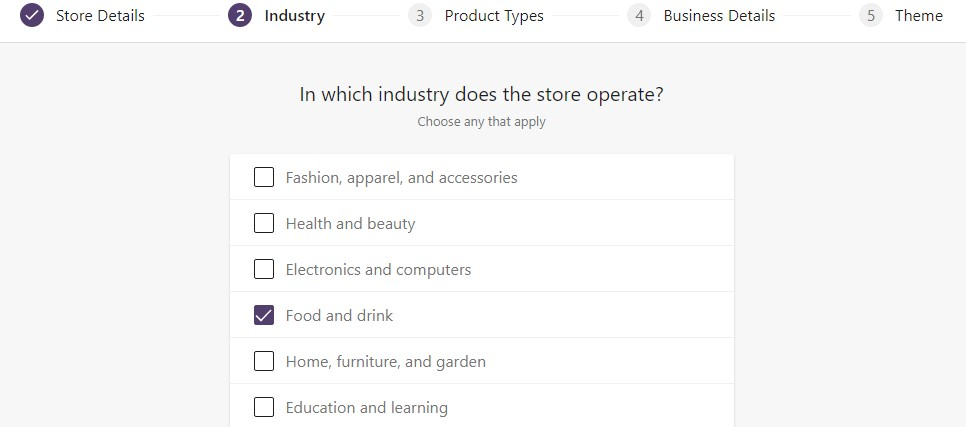 Store Details 2 Industry 3 Product Types 4 Business Details 5 Theme
In which industry does the store operate?
Choose any that apply
Fashion, apparel, and accessories
Health and beauty
Electronics and computers
Food and drink
Home, furniture, and garden
Education and learning